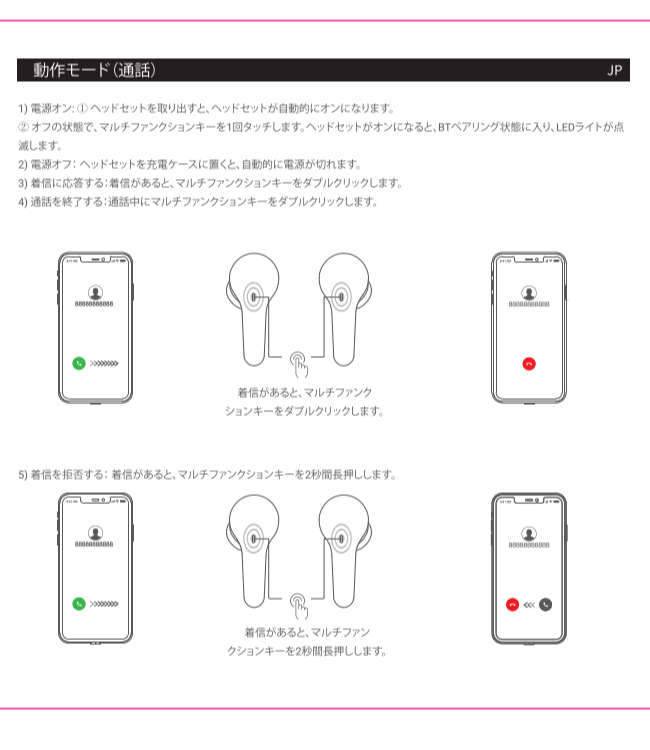 動作モード（通話）
JP
1) 電源オン: ① ヘッドセットを取り出すと、ヘッドセットが自動的にオンになります。
② オフの状態で、マルチファンクションキーを1回タッチします。ヘッドセットがオンになると、BTペアリング状態に入り、LEDライトが点
滅します。
2) 電源オフ：ヘッドセットを充電ケースに置くと、自動的に電源が切れます。
3) 着信に応答する：着信があると、マルチファンクションキーをダブルクリックします。
4) 通話を終了する：通話中にマルチファンクションキーをダブルクリックします。
88888888888
88888888888
着信があると、マルチファンク
ションキーをダブルクリックします。
5) 着信を拒否する：着信があると、マルチファンクションキーを2秒間長押しします。
88888888888
88888888888
着信があると、マルチファン
クションキーを2秒間長押しします。